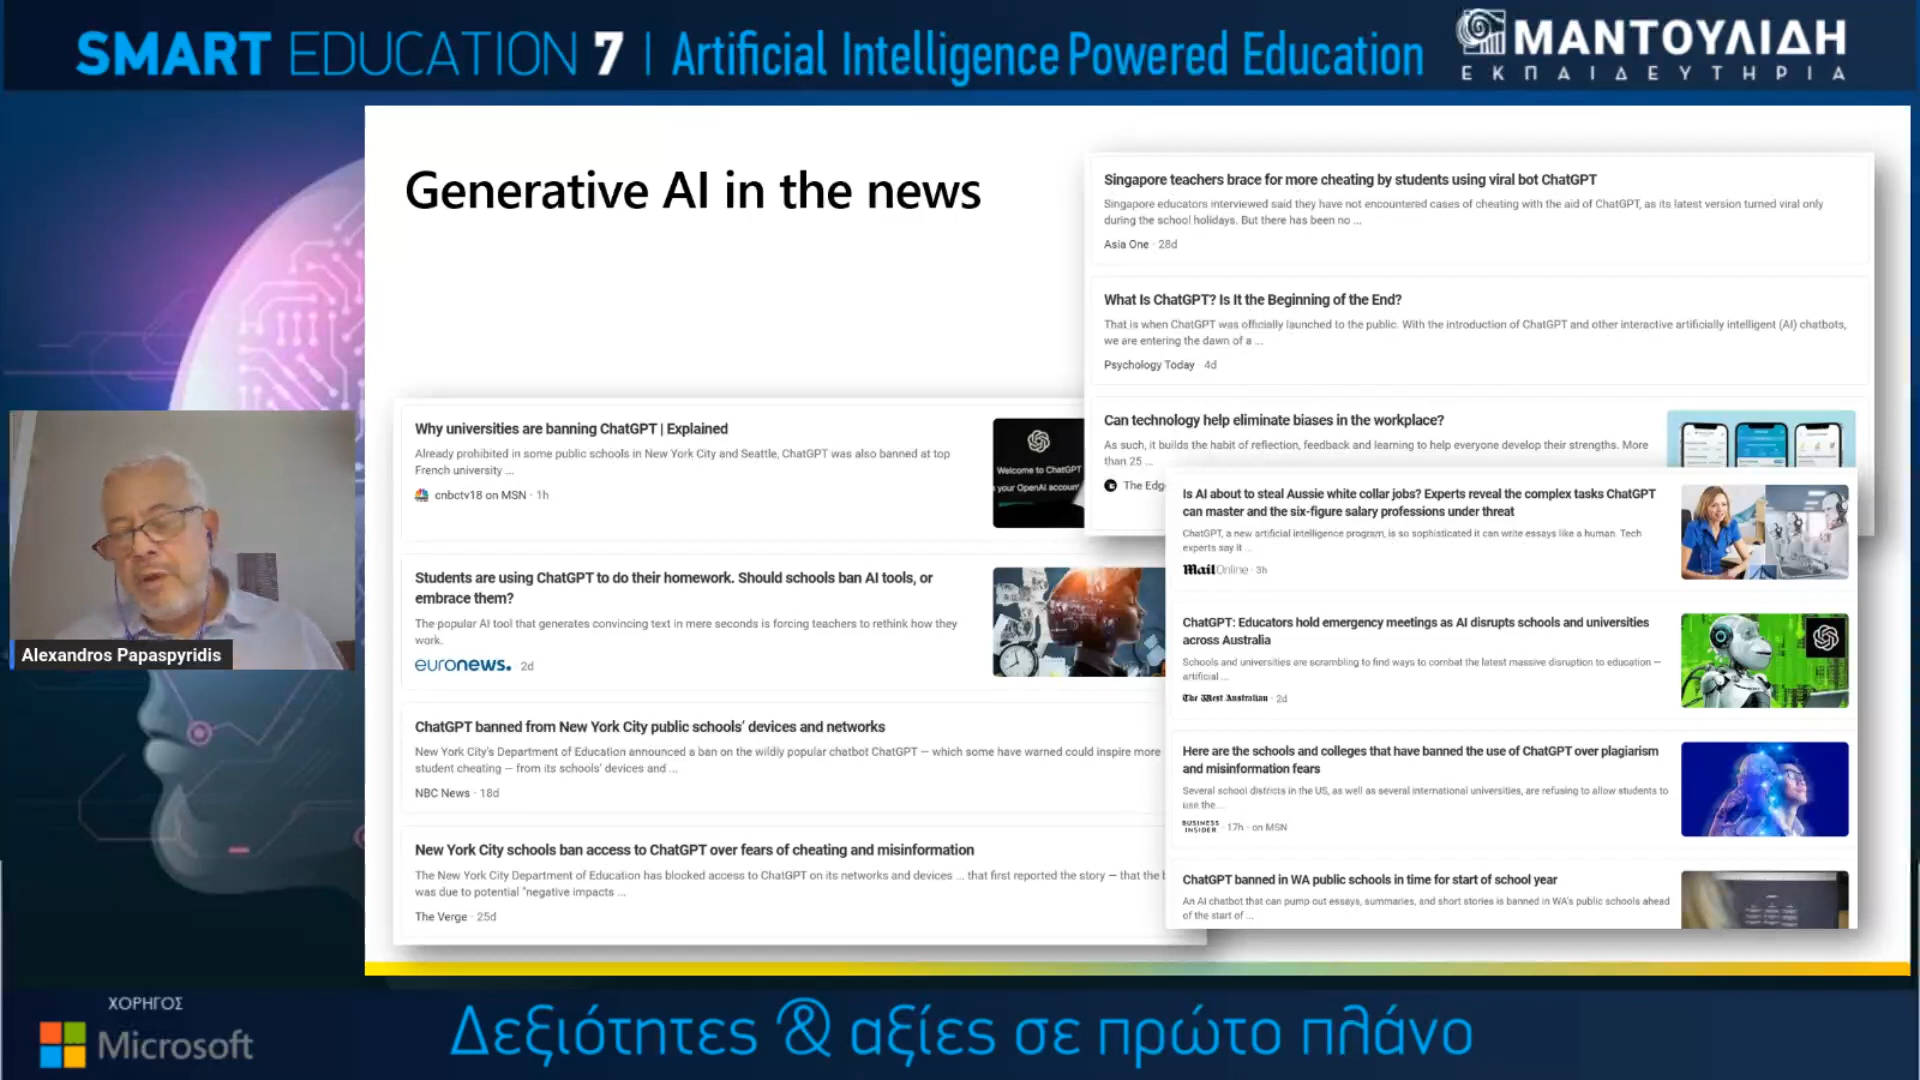 SMART EDUCATION 7 | Artificial Intelligence Powered Education
ΜΑΝΤΟΥΛΙΔΗ
ΕΚΠΑΙΔΕΥΤΗΡΙΑ
Generative AI in the news
Singapore teachers brace for more cheating by students using viral bot ChatGPT
Singapore educators interviewed said they have not encountered cases of cheating with the aid of ChatGPT, as its latest version turned viral only
during the school holidays. But there has been no ...
Asia One · 28d
What Is ChatGPT? Is It the Beginning of the End?
That is when ChatGPT was officially launched to the public. With the introduction of ChatGPT and other interactive artificially intelligent (AI) chatbots,
we are entering the dawn of a ...
Psychology Today · 4d
Can technology help eliminate biases in the workplace?
As such, it builds the habit of reflection, feedback and learning to help everyone develop their strengths. More
than 25 ...
The Edg
Why universities are banning ChatGPT | Explained
Already prohibited in some public schools in New York City and Seattle, ChatGPT was also banned at top
French university ...
cnbctv18 on MSN · 1h
Welcome to ChatGPT
your OpenAI account
Students are using ChatGPT to do their homework. Should schools ban AI tools, or
embrace them?
The popular AI tool that generates convincing text in mere seconds is forcing teachers to rethink how they
work.
euronews. 2d
ChatGPT banned from New York City public schools' devices and networks
New York City's Department of Education announced a ban on the wildly popular chatbot ChatGPT — which some have warned could inspire more
student cheating — from its schools' devices and ...
NBC News · 18d
New York City schools ban access to ChatGPT over fears of cheating and misinformation
The New York City Department of Education has blocked access to ChatGPT on its networks and devices ... that first reported the story — that the b
was due to potential "negative impacts ...
The Verge · 25d
Is AI about to steal Aussie white collar jobs? Experts reveal the complex tasks ChatGPT
can master and the six-figure salary professions under threat
ChatGPT, a new artificial intelligence program, is so sophisticated it can write essays like a human. Tech
experts say it ...
Mail Online · 3h
ChatGPT: Educators hold emergency meetings as AI disrupts schools and universities
across Australia
Schools and universities are scrambling to find ways to combat the latest massive disruption to education —
artificial ...
The West Australian · 2d
Here are the schools and colleges that have banned the use of ChatGPT over plagiarism
and misinformation fears
Several school districts in the US, as well as several international universities, are refusing to allow students to
use the ...
BUSINESS INSIDER · 17h · on MSN
ChatGPT banned in WA public schools in time for start of school year
An AI chatbot that can pump out essays, summaries, and short stories is banned in WA's public schools ahead
of the start of ...
Alexandros Papaspyridis
ΧΟΡΗΓΟΣ
Microsoft
Δεξιότητες & αξίες σε πρώτο πλάνο